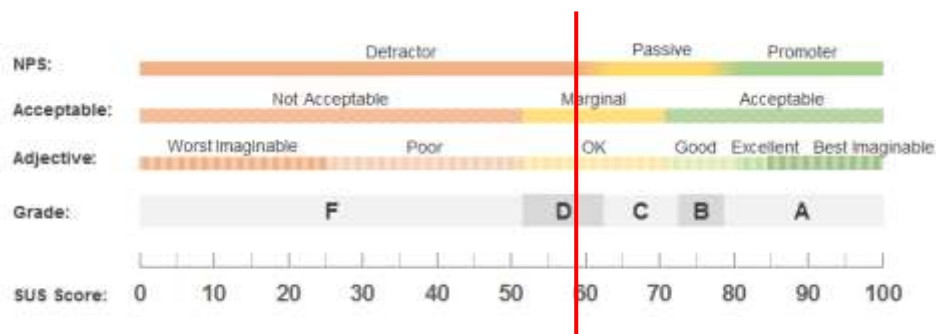 NPS: Detractor Passive Promoter
Acceptable: Not Acceptable Marginal Acceptable
Adjective: Worst Imaginable Poor OK Good Excellent Best Imaginable
Grade: F D C B A
SUS Score: 0 10 20 30 40 50 60 70 80 90 100